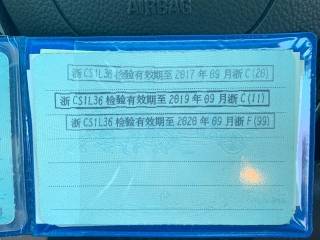 AIRBAG
浙 CS1L36 检验有效期至 2017 年 09 月浙 C(20)
浙 CS1L36 检验有效期至 2019 年 09 月浙 C(11)
浙 CS1L36 检验有效期至 2020 年 09 月浙 F(99)